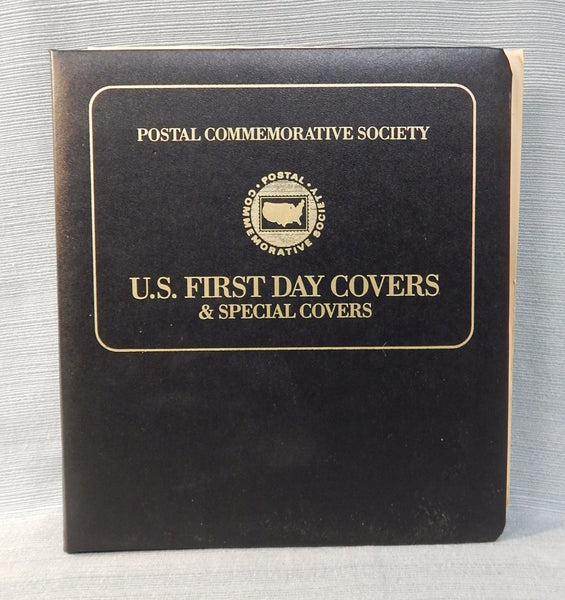 POSTAL COMMEMORATIVE SOCIETY
• POSTAL •
COMMEMORATIVE SOCIETY
U.S. FIRST DAY COVERS
& SPECIAL COVERS